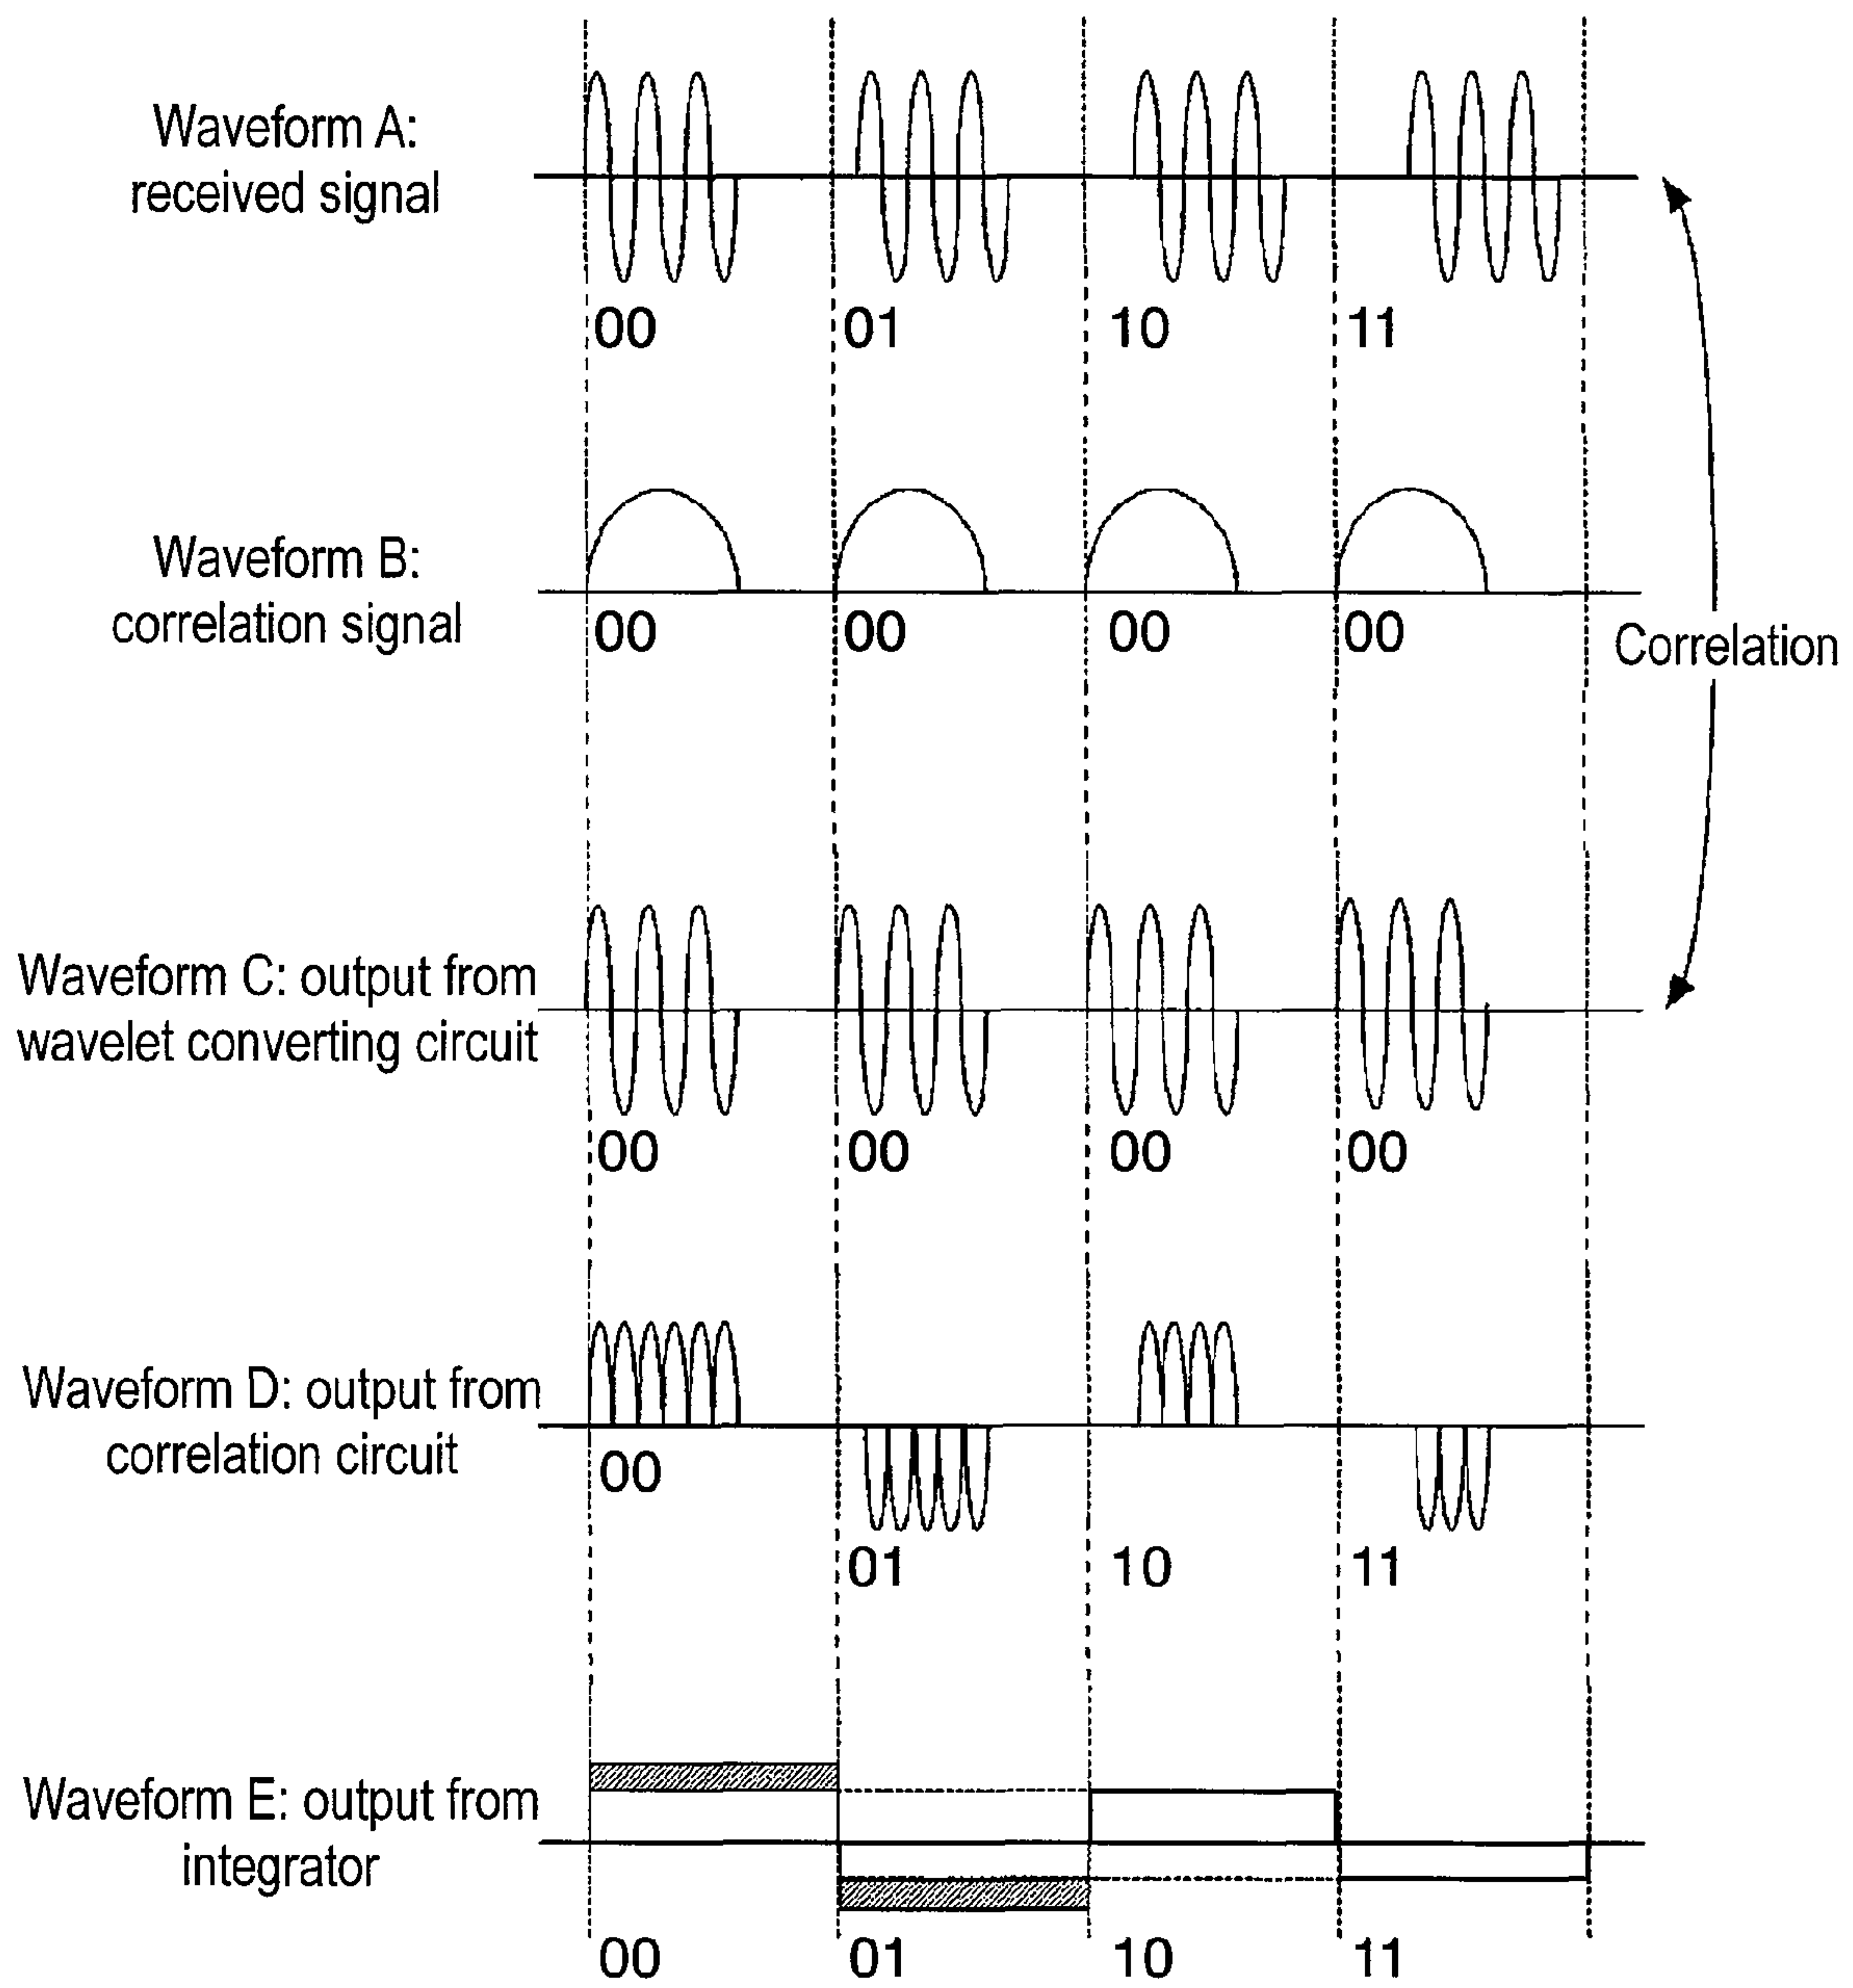 Waveform A:
received signal
00 01 10 11
Waveform B:
correlation signal
00 00 00 00
Correlation
Waveform C: output from
wavelet converting circuit
00 00 00 00
Waveform D: output from
correlation circuit
00
01 10 11
Waveform E: output from
integrator
00 01 10 11